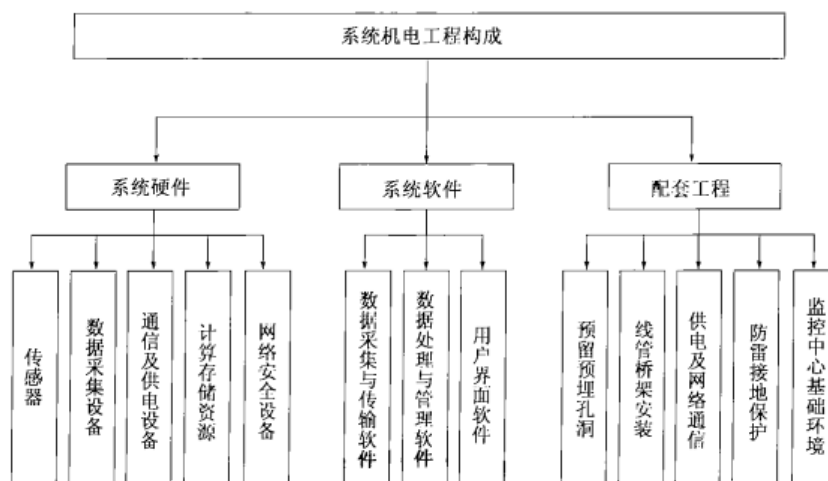 系统机电工程构成
系统硬件
系统软件
配套工程
传感器
数据采集设备
通信及供电设备
计算存储资源
网络安全设备
数据采集与传输软件
数据处理与管理软件
用户界面软件
预留预埋孔洞
线管桥架安装
供电及网络通信
防雷接地保护
监控中心基础环境